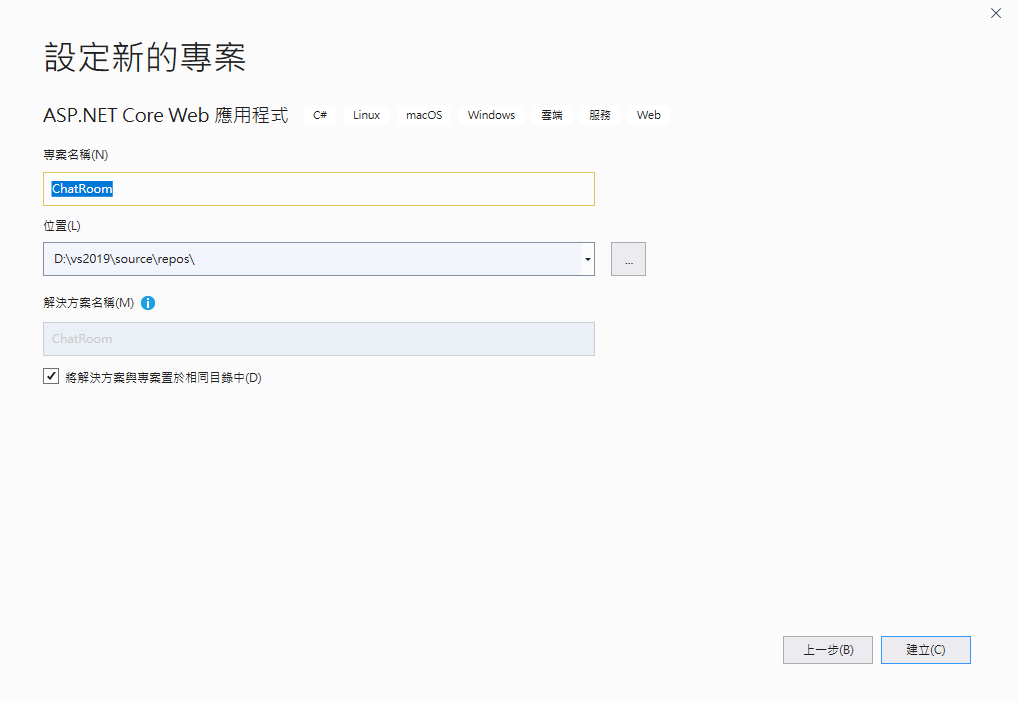 設定新的專案
ASP.NET Core Web 應用程式 C# Linux macOS Windows 雲端 服務 Web
專案名稱(N)
ChatRoom
位置(L)
D:\vs2019\source\repos\
...
解決方案名稱(M)
ChatRoom
將解決方案與專案置於相同目錄中(D)
上一步(B) 建立(C)